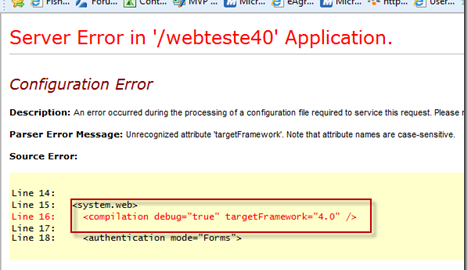 Fish...
Foru...
Cont...
MVP ...
Micr...
eAgr...
Micr...
http...
User...
Server Error in '/webteste40' Application.
Configuration Error
Description: An error occurred during the processing of a configuration file required to service this request. Please
Parser Error Message: Unrecognized attribute 'targetFramework'. Note that attribute names are case-sensitive.
Source Error:
Line 14:
Line 15: <system.web>
Line 16: <compilation debug="true" targetFramework="4.0" />
Line 17:
Line 18: <authentication mode="Forms">